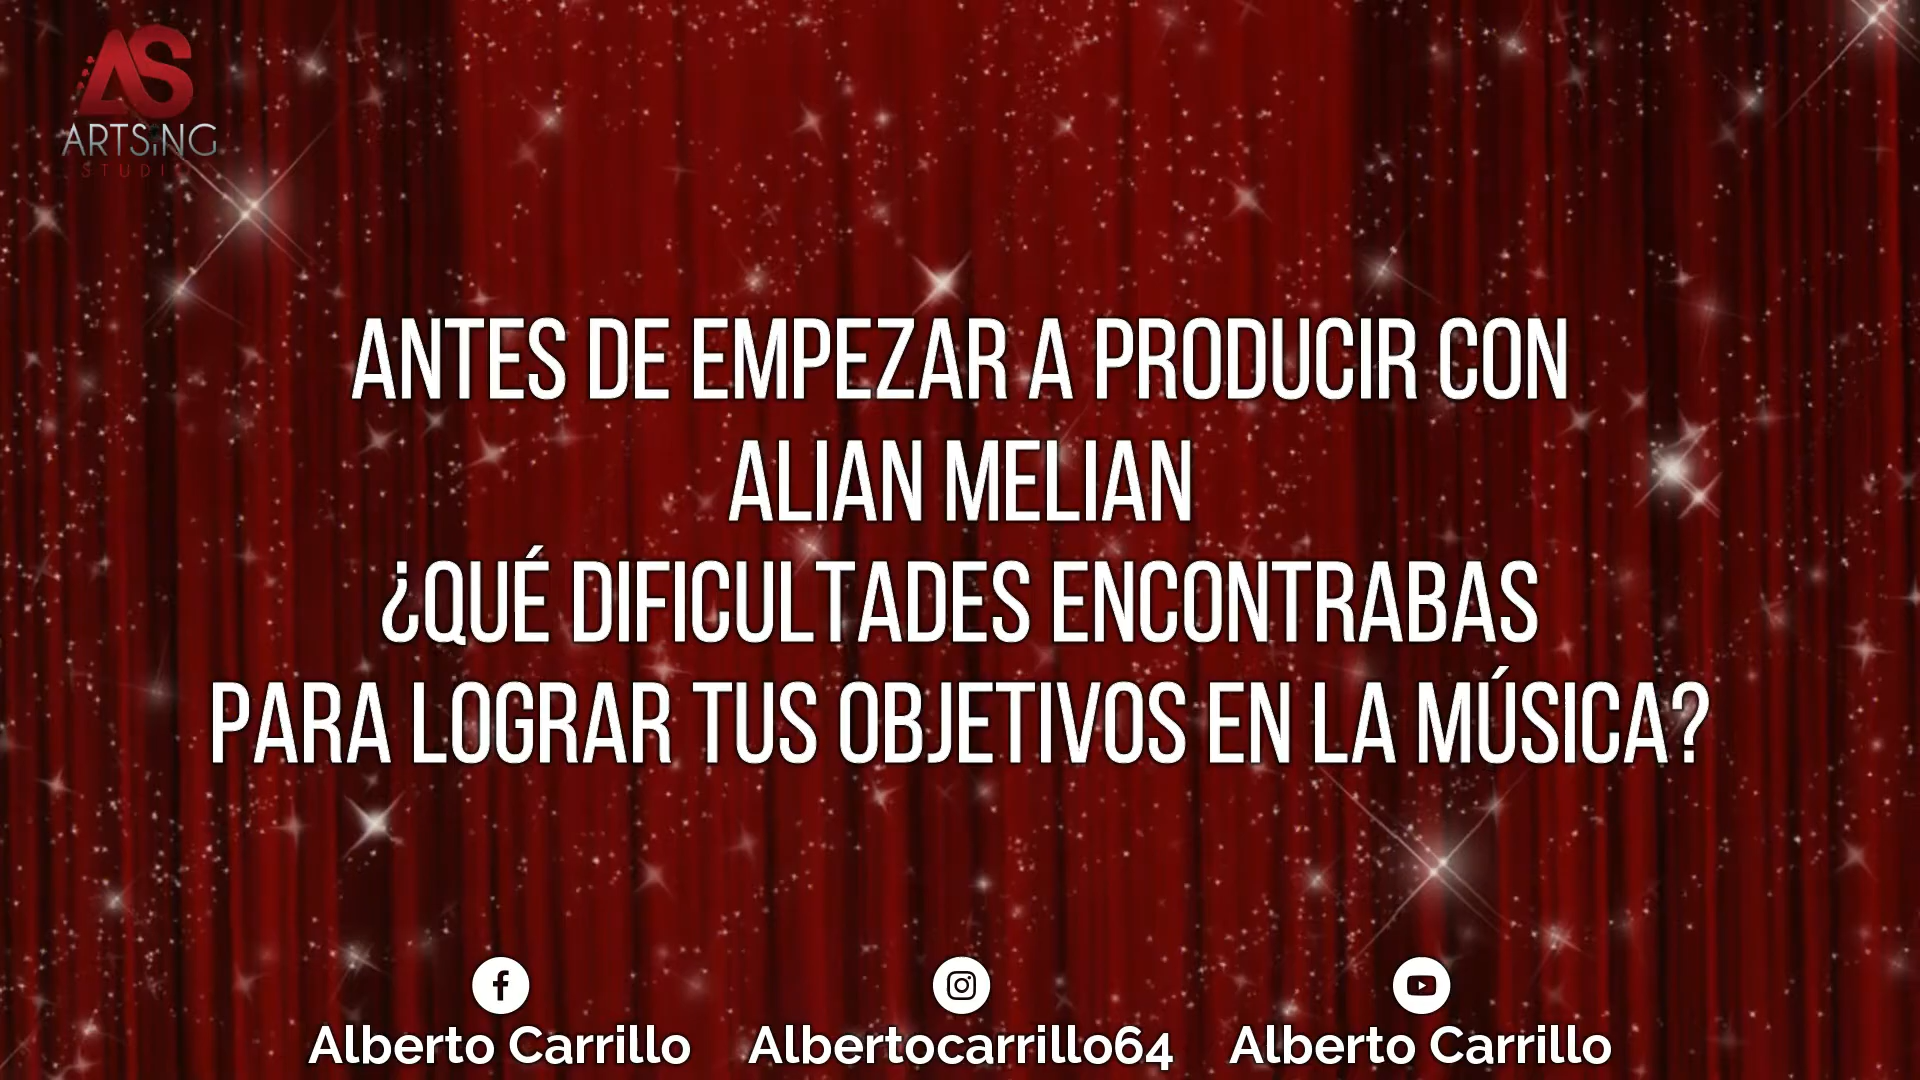 AS
ARTSiNG
STUDIO
ANTES DE EMPEZAR A PRODUCIR CON
ALIAN MELIAN
¿QUÉ DIFICULTADES ENCONTRABAS
PARA LOGRAR TUS OBJETIVOS EN LA MÚSICA?
Alberto Carrillo
Albertocarrillo64
Alberto Carrillo